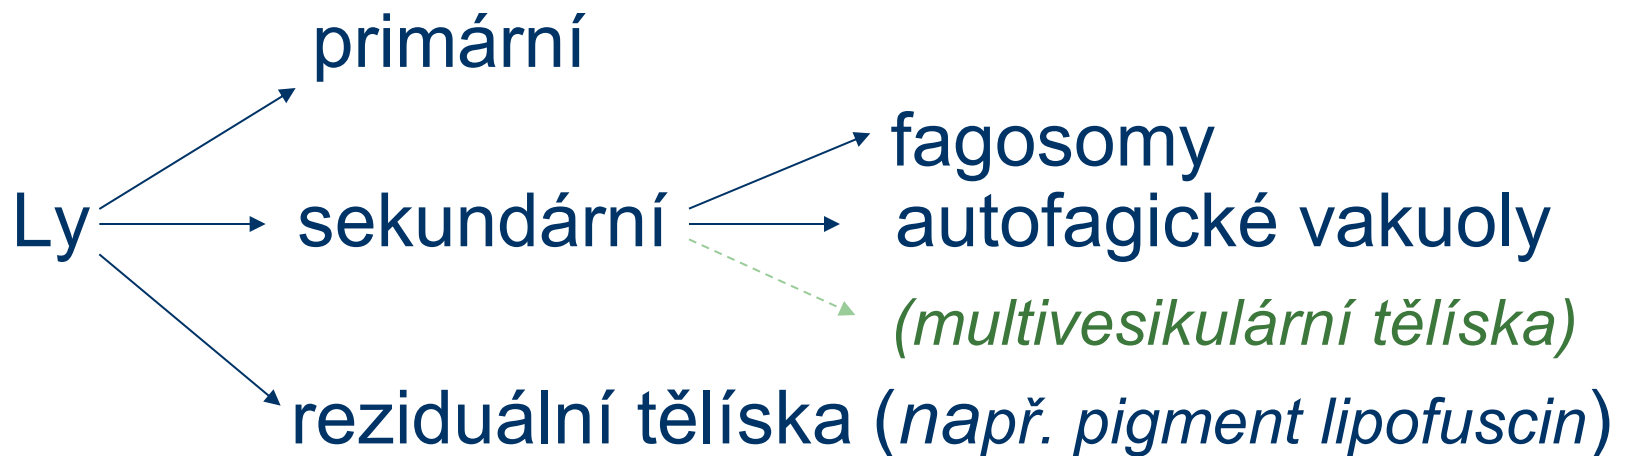 primární
fagosomy
Ly sekundární autofagické vakuoly
(multivesikulární tělíska)
reziduální tělíska (např. pigment lipofuscin)